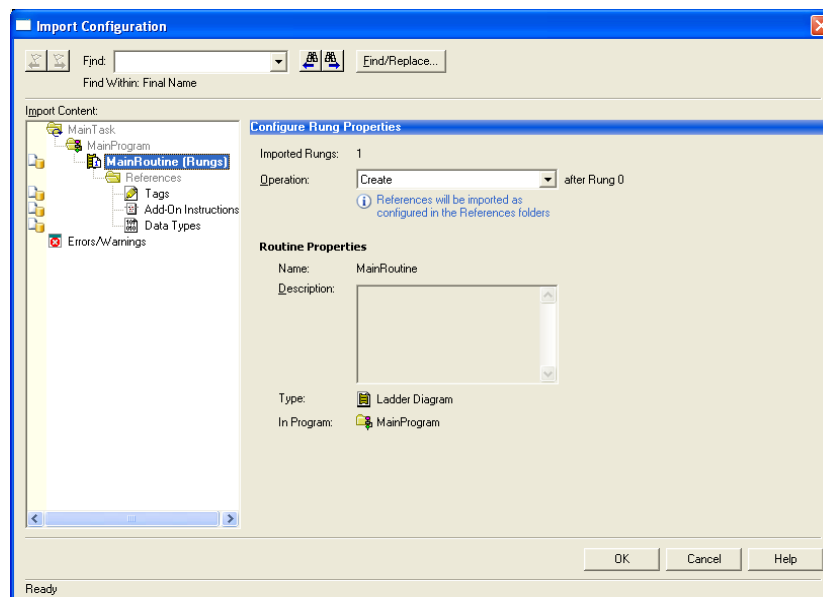 Import Configuration
Find:
Find/Replace...
Find Within: Final Name
Import Content:
MainTask
MainProgram
MainRoutine (Rungs)
References
Tags
Add-On Instructions
Data Types
Errors/Warnings
Configure Rung Properties
Imported Rungs: 1
Operation: Create after Rung 0
References will be imported as
configured in the References folders
Routine Properties
Name: MainRoutine
Description:
Type: Ladder Diagram
In Program: MainProgram
OK Cancel Help
Ready